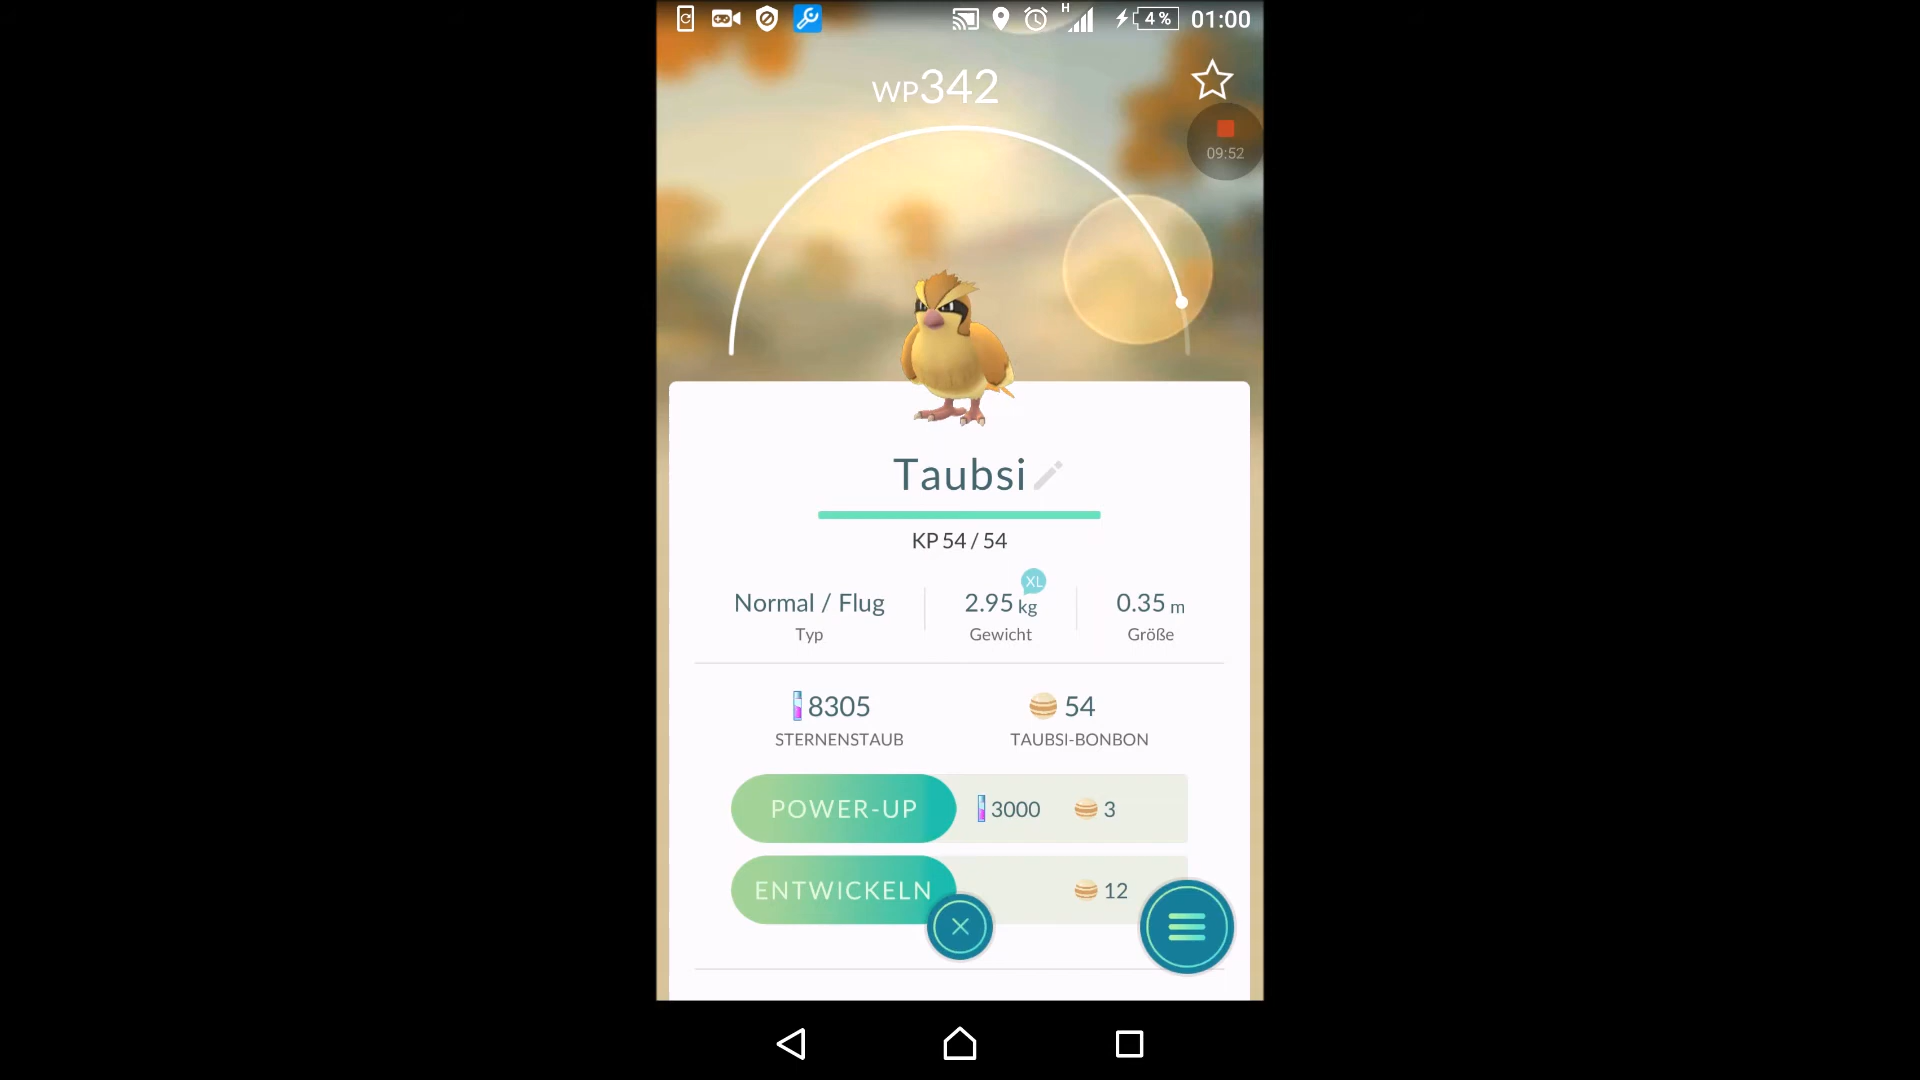 H 4 % 01:00
WP342
09:52
Taubsi
KP 54 / 54
XL
Normal / Flug 2.95 kg 0.35 m
Typ Gewicht Größe
8305 54
STERNENSTAUB TAUBSI-BONBON
POWER-UP 3000 3
ENTWICKELN 12